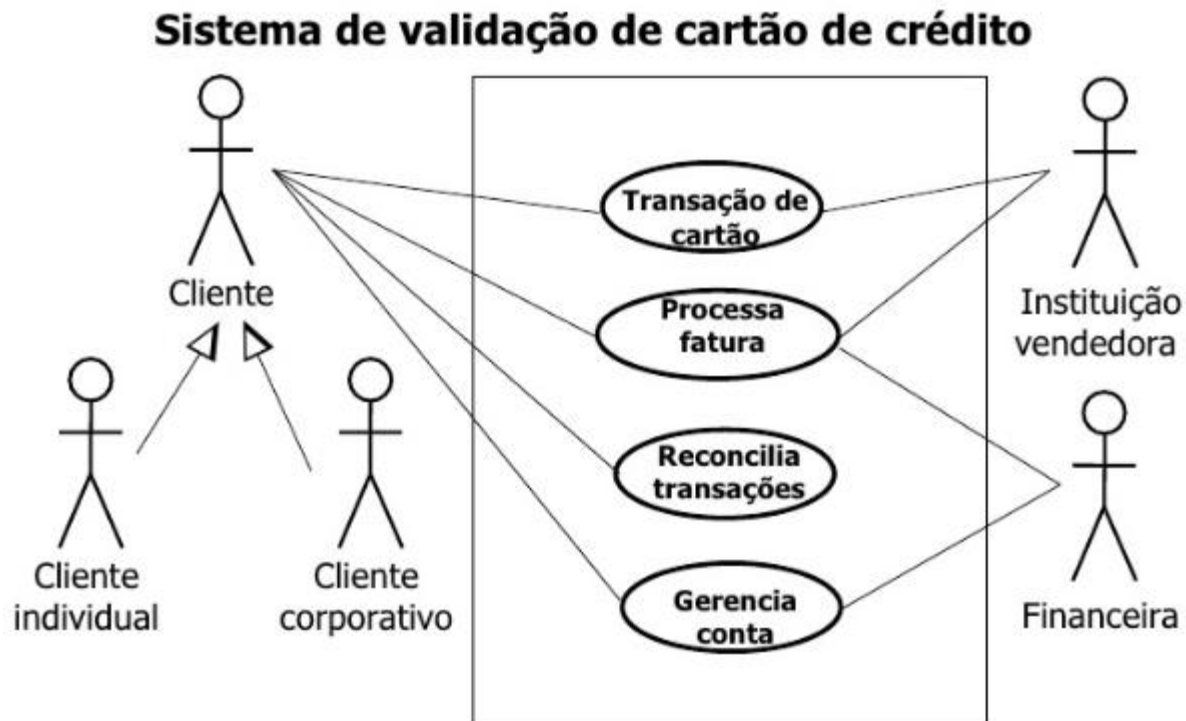 Sistema de validação de cartão de crédito
Transação de
cartão
Cliente
Processa
fatura
Instituição
vendedora
Reconcilia
transações
Cliente
individual
Cliente
corporativo
Gerencia
conta
Financeira